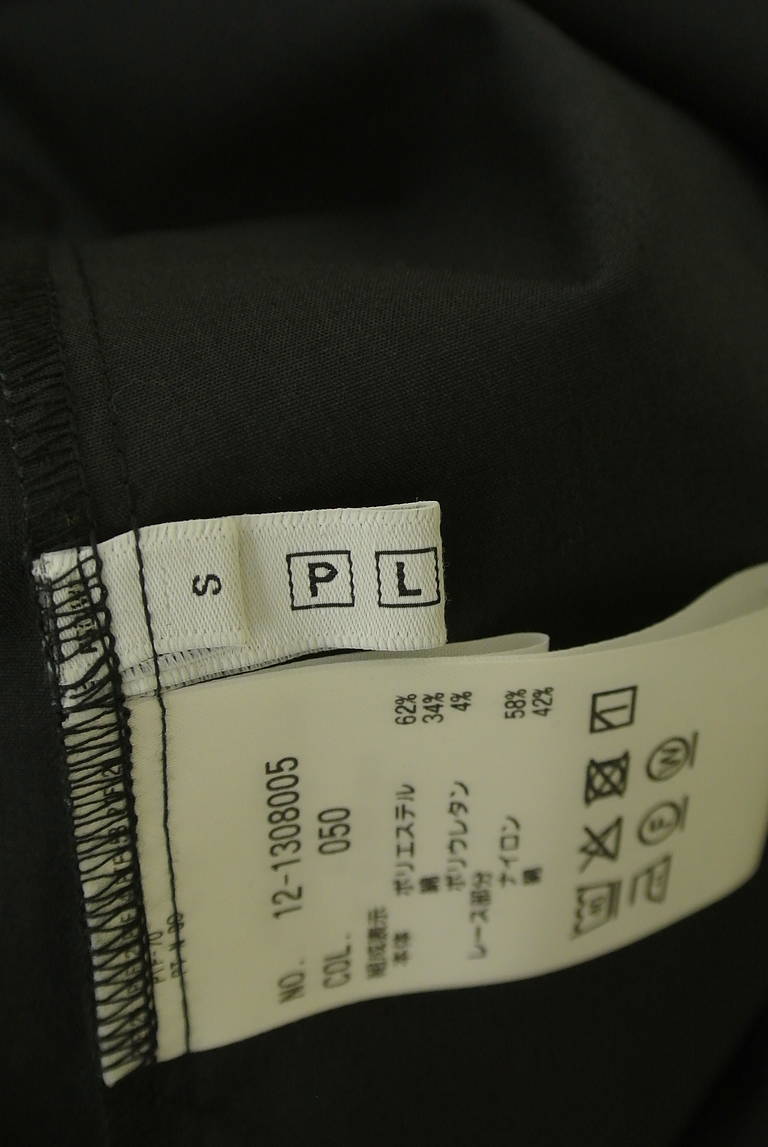 S
P L
NO. 12-1308005
COL. 050
組成表示
本体 ポリエステル 62%
綿 34%
ポリウレタン 4%
レース部分
ナイロン 58%
綿 42%
W
F
40